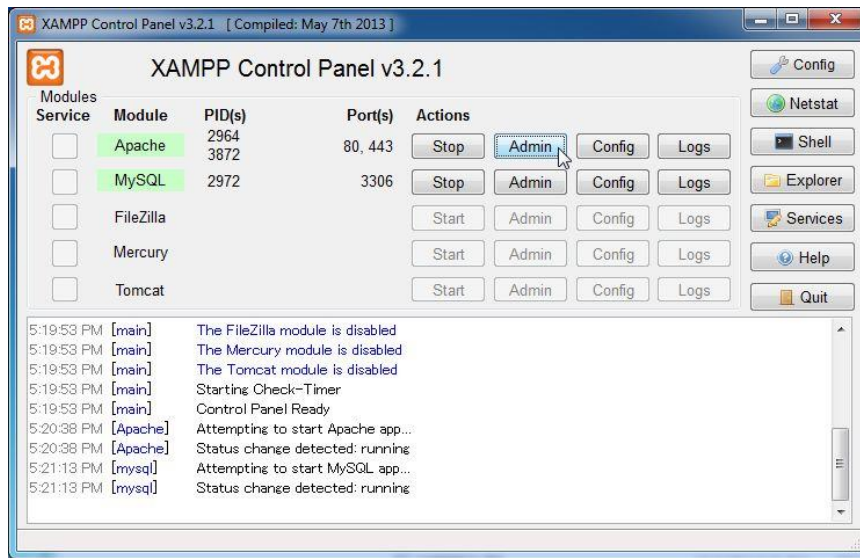 XAMPP Control Panel v3.2.1 [ Compiled: May 7th 2013 ]
XAMPP Control Panel v3.2.1
Config
Modules
Service Module PID(s) Port(s) Actions
Netstat
Apache 2964 3872 80, 443 Stop Admin Config Logs
Shell
MySQL 2972 3306 Stop Admin Config Logs
Explorer
FileZilla Start Admin Config Logs
Services
Mercury Start Admin Config Logs
Help
Tomcat Start Admin Config Logs
Quit
5:19:53 PM [main] The FileZilla module is disabled
5:19:53 PM [main] The Mercury module is disabled
5:19:53 PM [main] The Tomcat module is disabled
5:19:53 PM [main] Starting Check-Timer
5:19:53 PM [main] Control Panel Ready
5:20:38 PM [Apache] Attempting to start Apache app...
5:20:38 PM [Apache] Status change detected: running
5:21:13 PM [mysql] Attempting to start MySQL app...
5:21:13 PM [mysql] Status change detected: running